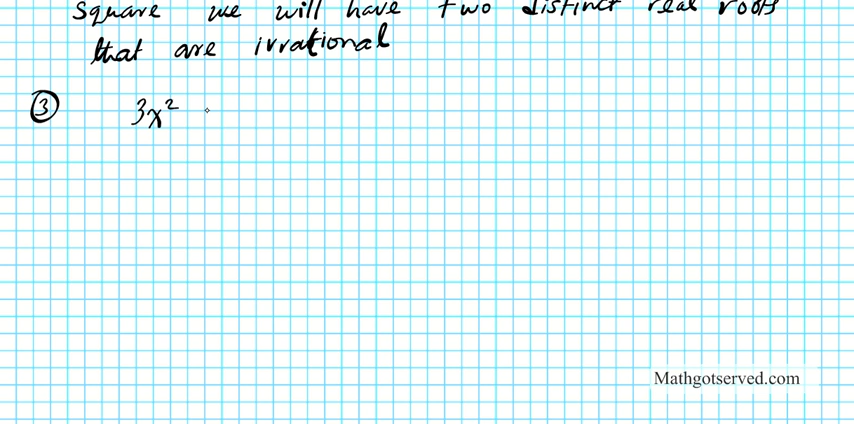 square we will have two distinct real roots
that are irrational
③ 3x²
Mathgotserved.com